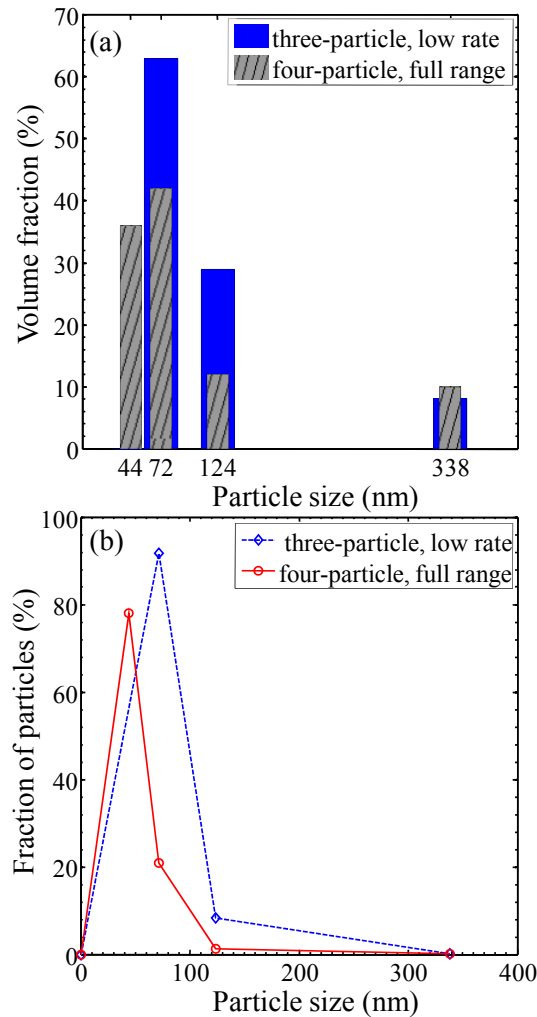 (a)
three-particle, low rate
four-particle, full range
Volume fraction (%)
70
60
50
40
30
20
10
0
44 72 124 338
Particle size (nm)
(b)
three-particle, low rate
four-particle, full range
Fraction of particles (%)
100
80
60
40
20
0
0 100 200 300 400
Particle size (nm)